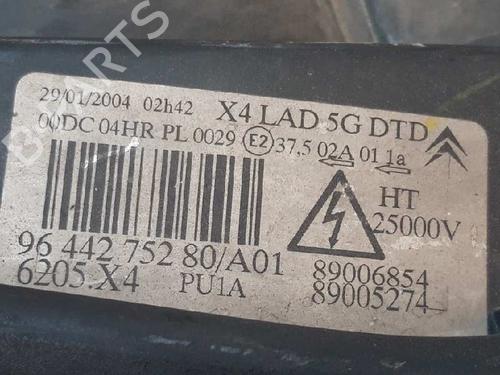 B-PARTS
29/01/2004 02h42 X4 LAD 5G DTD
00DC 04HR PL 0029 E2 37,5 02A 01 1a
HT
25000V
96 442 752 80/A01
6205.X4 PU1A
89006854
89005274